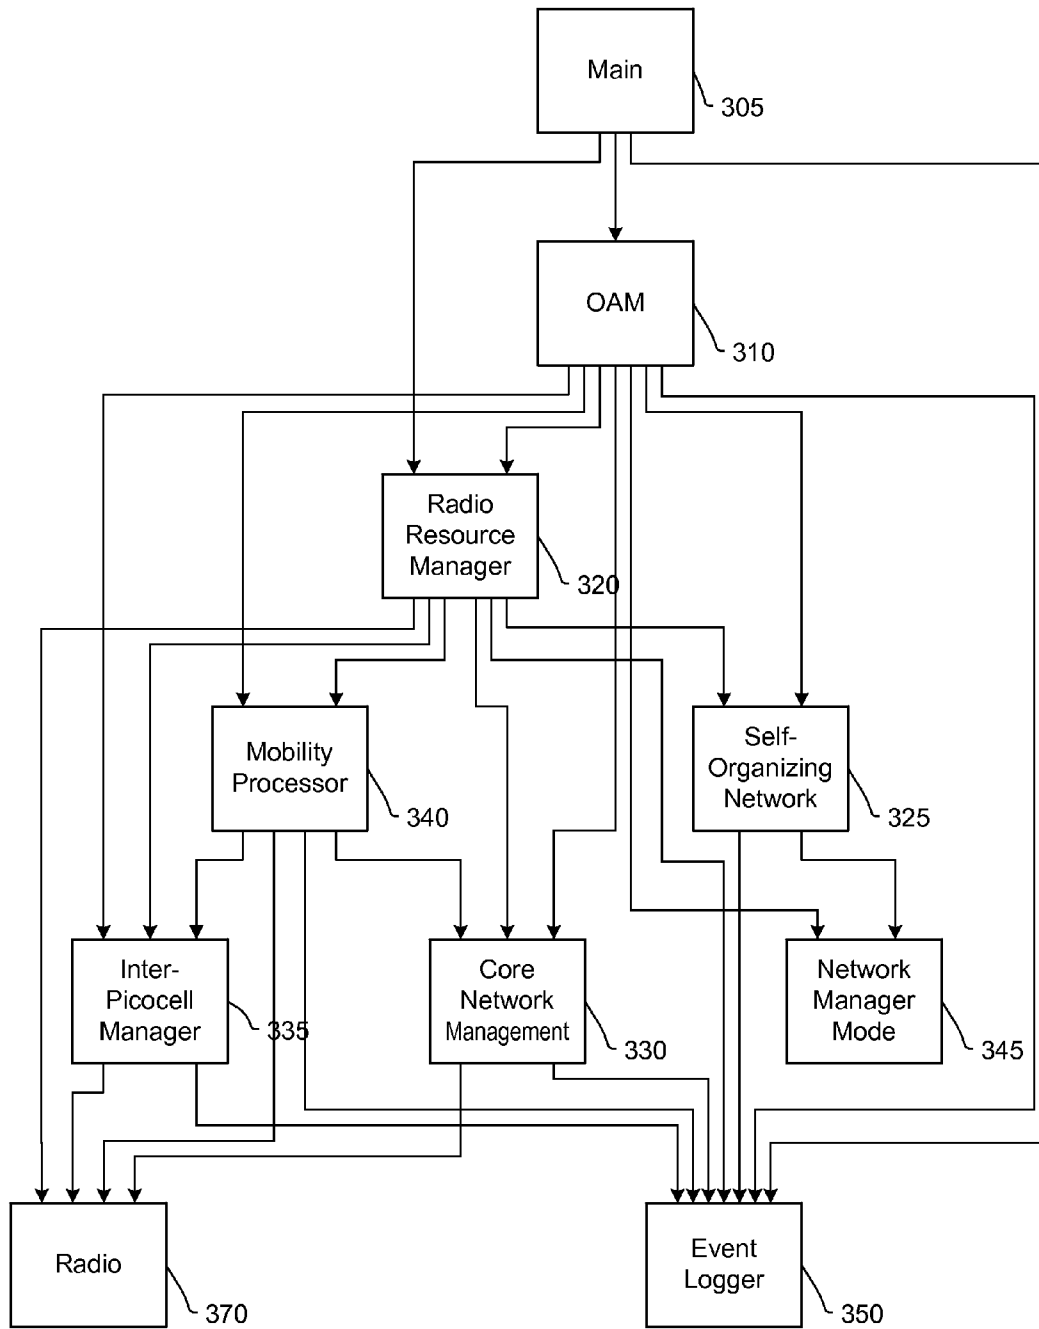 Main
305
OAM
310
Radio
Resource
Manager
320
Mobility
Processor
340
Self-
Organizing
Network
325
Inter-
Picocell
Manager
335
Core
Network
Management
330
Network
Manager
Mode
345
Radio
370
Event
Logger
350